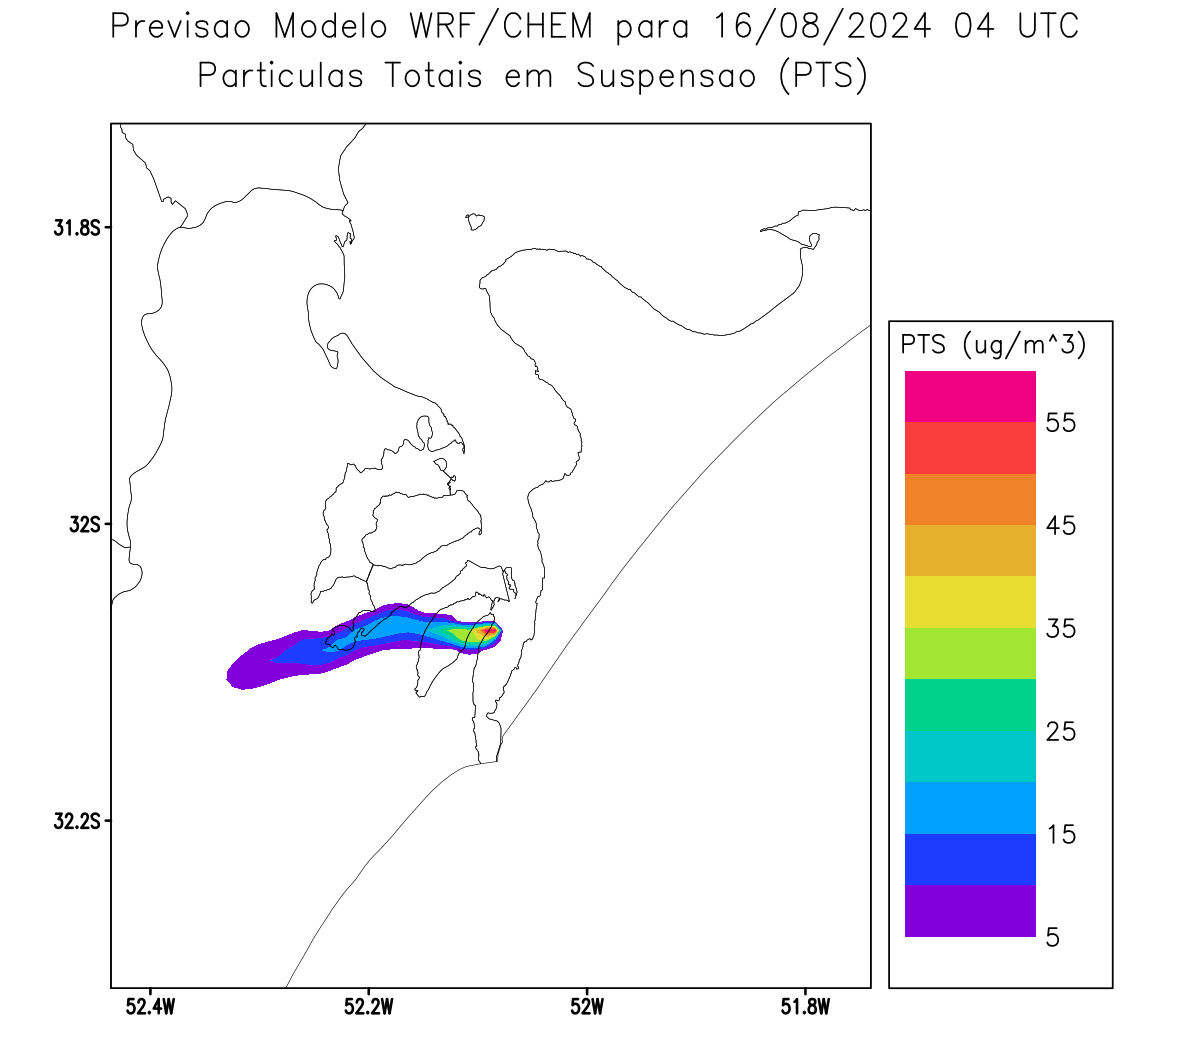 Previsao Modelo WRF/CHEM para 16/08/2024 04 UTC
Particulas Totais em Suspensao (PTS)
31.8S
32S
32.2S
52.4W
52.2W
52W
51.8W
PTS (ug/m^3)
55
45
35
25
15
5